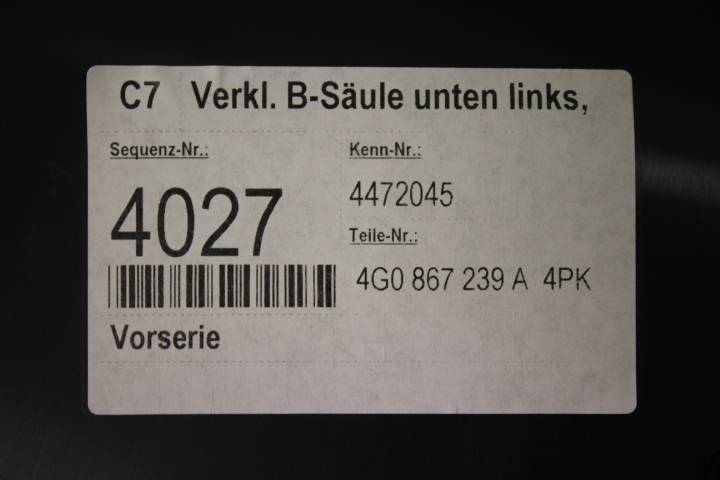 C7 Verkl. B-Säule unten links,
Sequenz-Nr.:
4027
Kenn-Nr.:
4472045
Teile-Nr.:
4G0 867 239 A 4PK
Vorserie